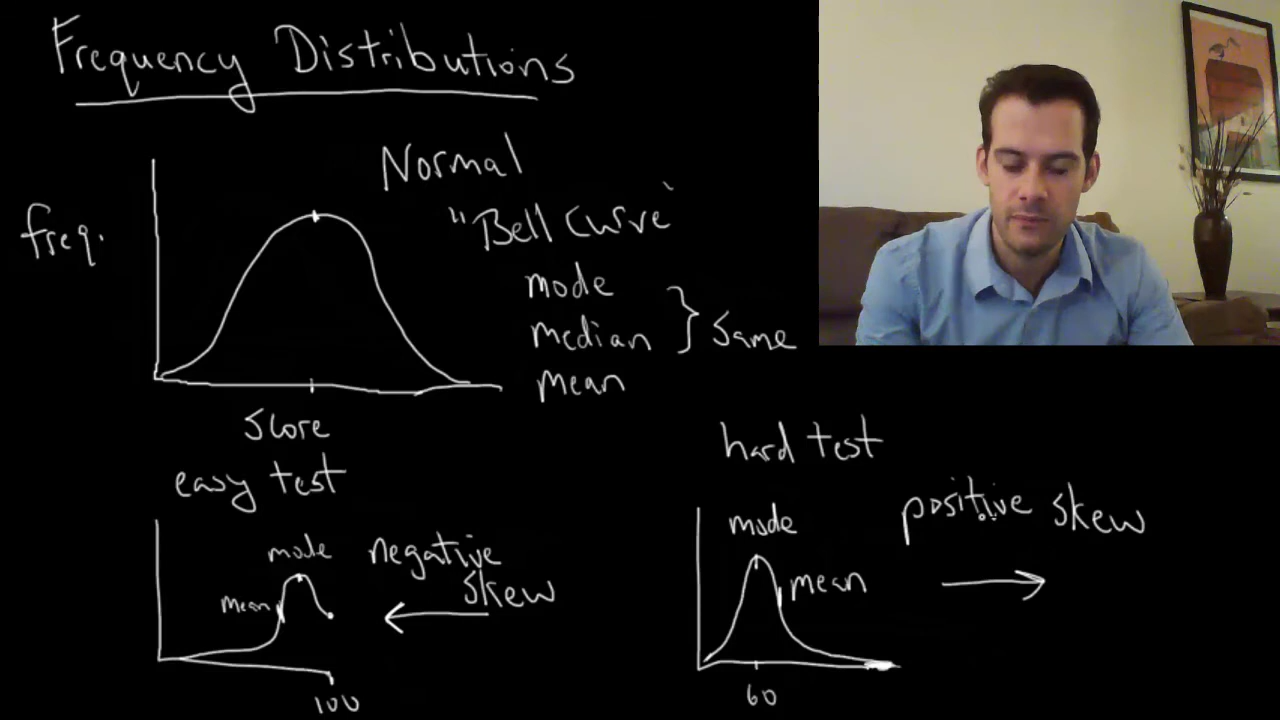 Frequency Distributions
Normal
"Bell Curve"
freq.
mode
median } same
mean
Score
easy test
mode
negative
skew
mean
100
hard test
mode
positive skew
mean
60